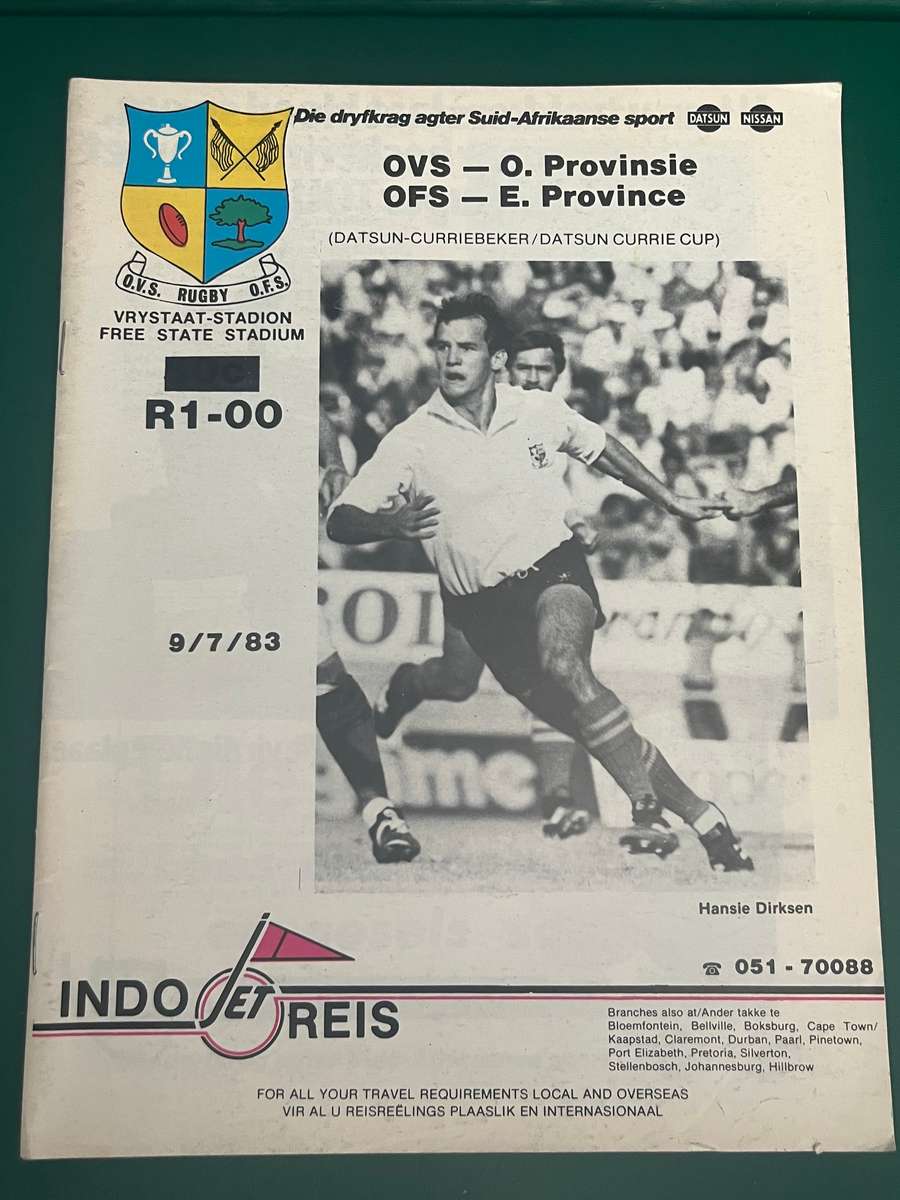 Die dryfkrag agter Suid-Afrikaanse sport DATSUN NISSAN
OVS — O. Provinsie
OFS — E. Province
(DATSUN-CURRIEBEKER/DATSUN CURRIE CUP)
O.V.S. RUGBY O.F.S.
VRYSTAAT-STADION
FREE STATE STADIUM
R1-00
9/7/83
Hansie Dirksen
☎ 051 - 70088
INDO JET REIS
Branches also at/Ander takke te
Bloemfontein, Bellville, Boksburg, Cape Town/
Kaapstad, Claremont, Durban, Paarl, Pinetown,
Port Elizabeth, Pretoria, Silverton,
Stellenbosch, Johannesburg, Hillbrow
FOR ALL YOUR TRAVEL REQUIREMENTS LOCAL AND OVERSEAS
VIR AL U REISREËLINGS PLAASLIK EN INTERNASIONAAL